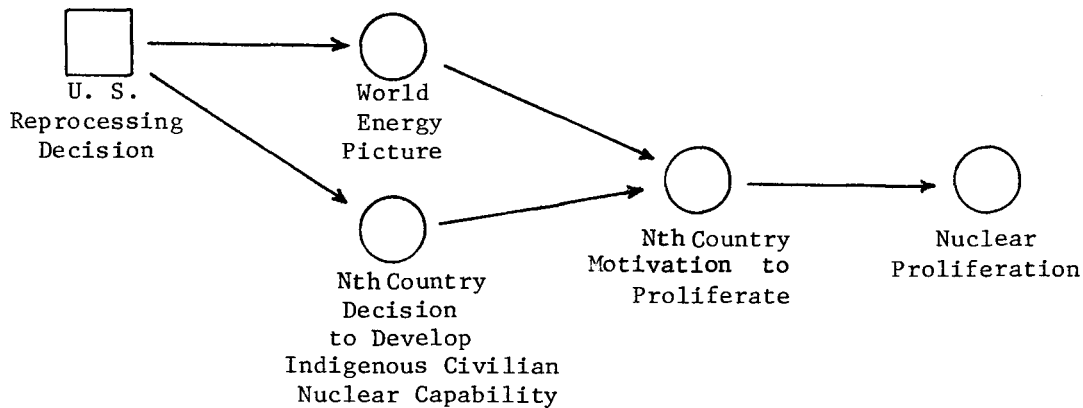 U. S.
Reprocessing
Decision
World
Energy
Picture
Nth Country
Decision
to Develop
Indigenous Civilian
Nuclear Capability
Nth Country
Motivation to
Proliferate
Nuclear
Proliferation